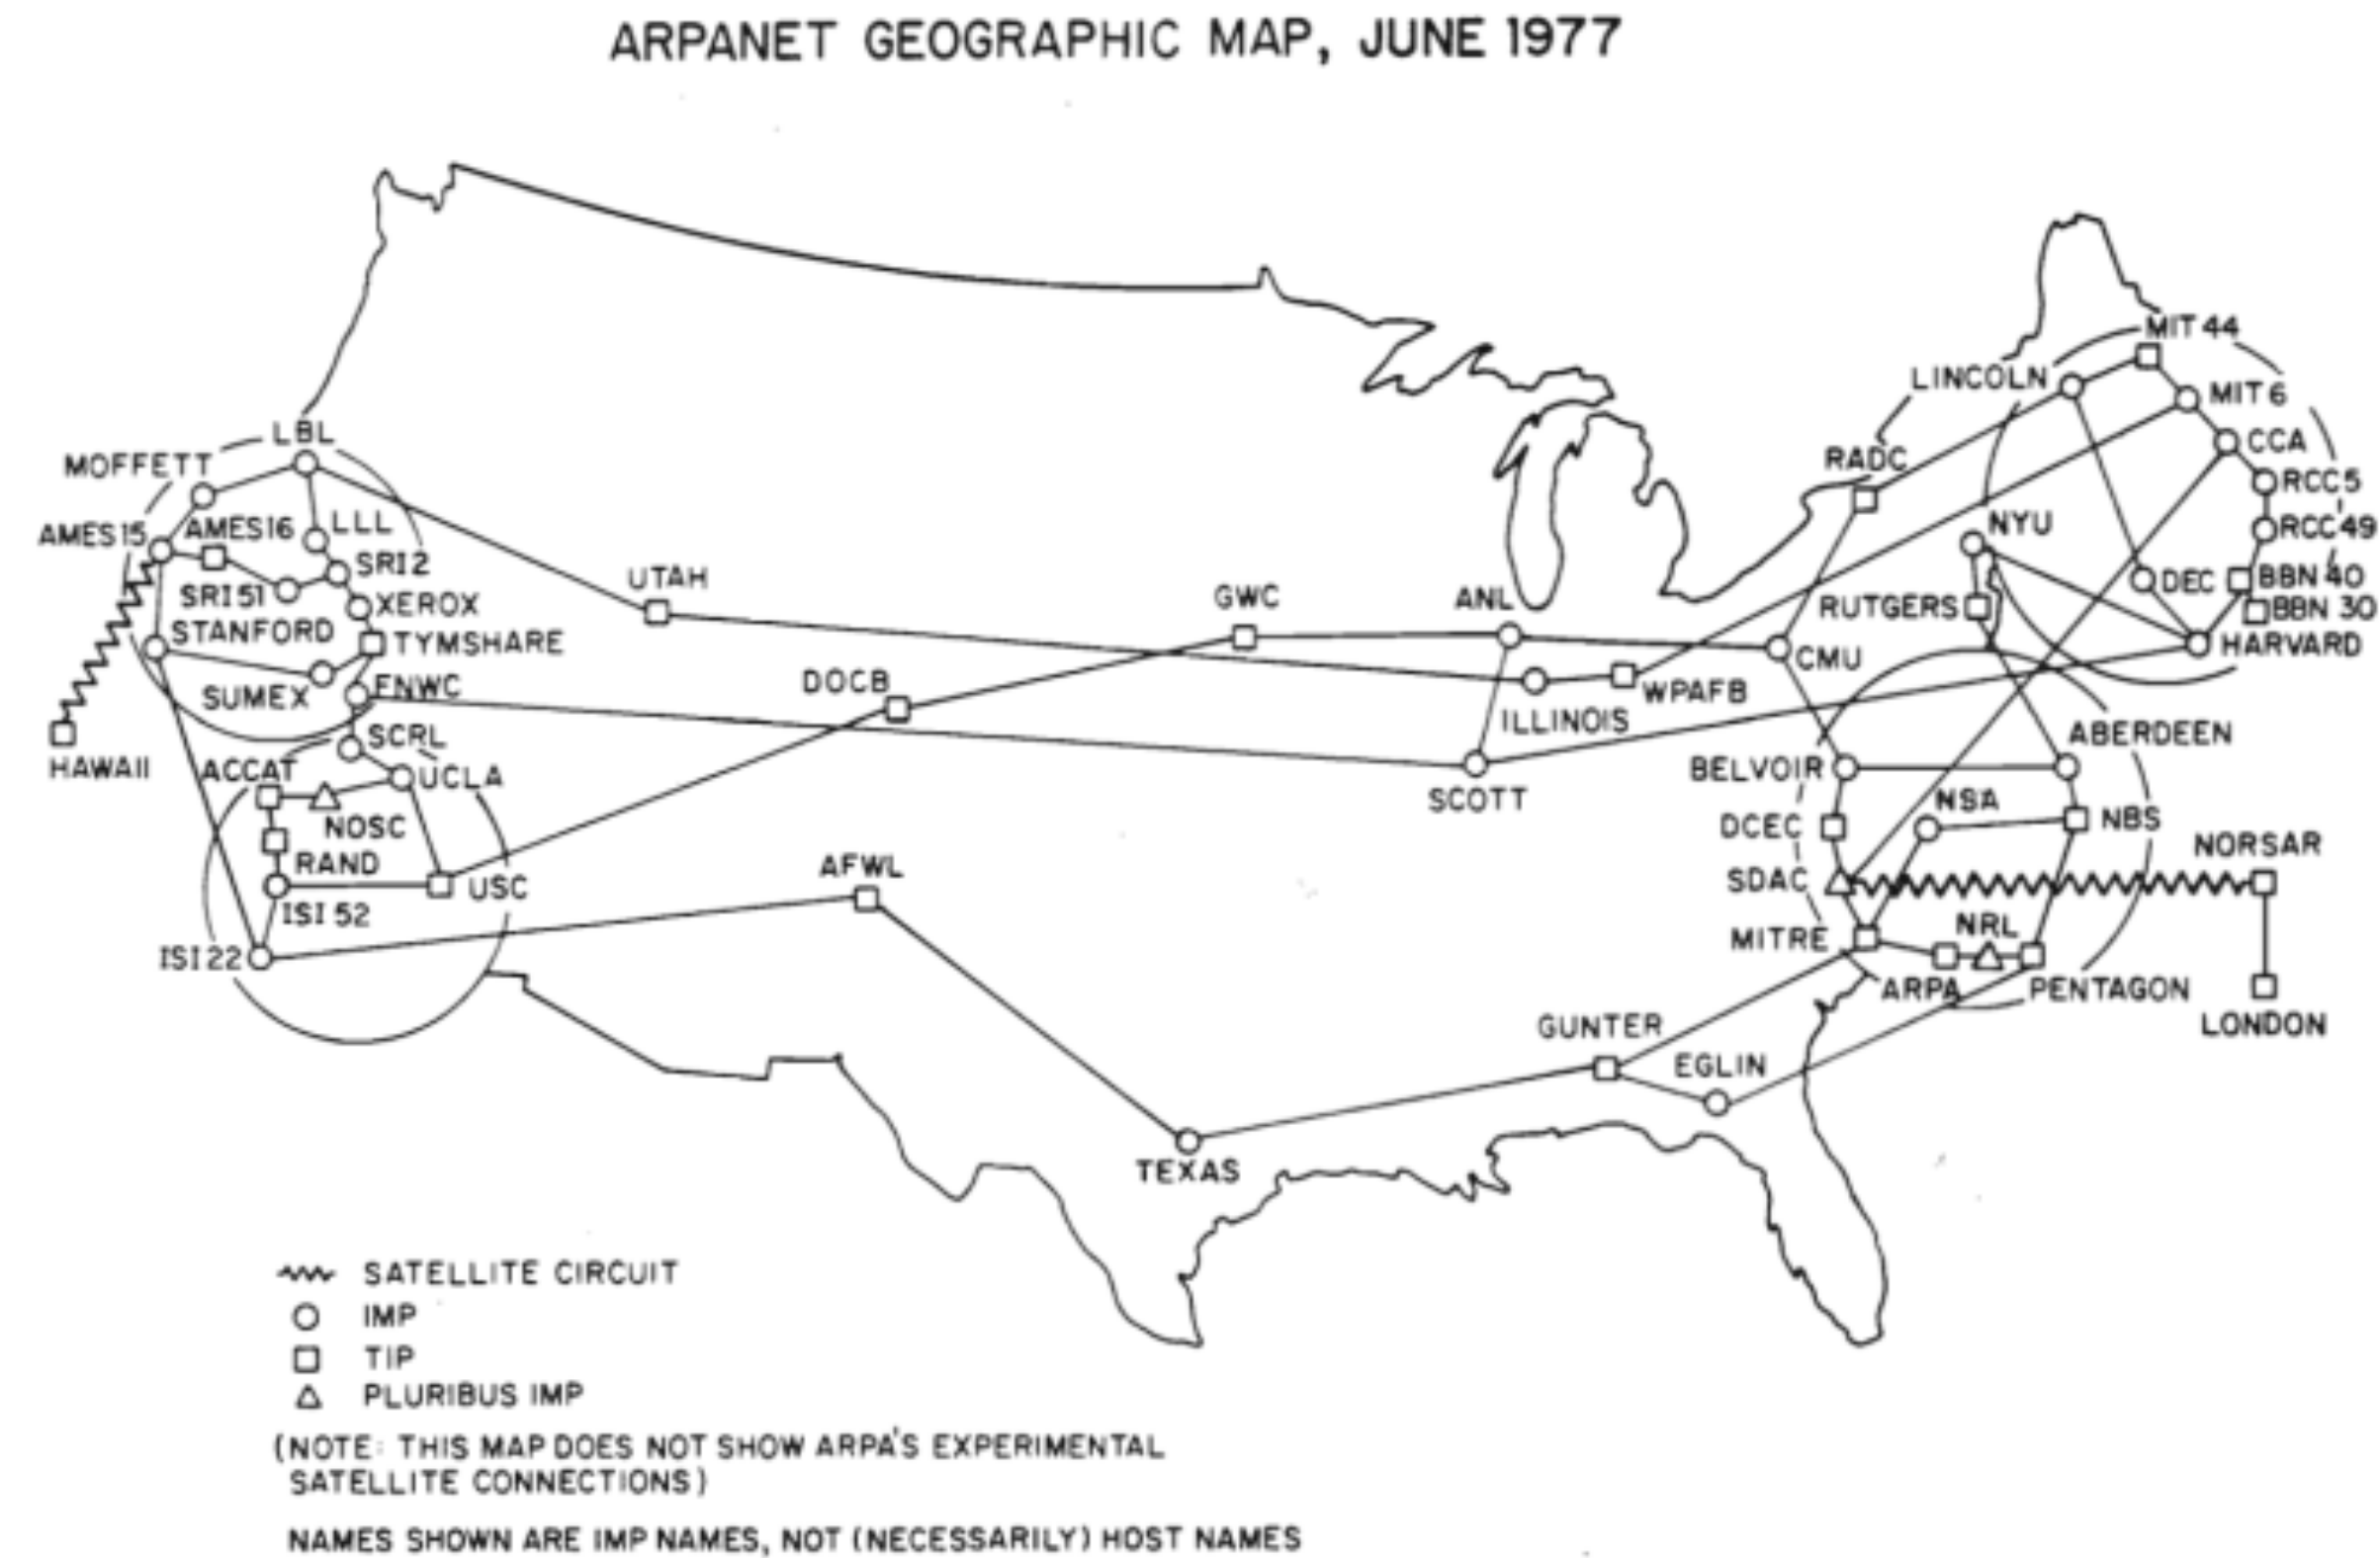 ARPANET GEOGRAPHIC MAP, JUNE 1977
MIT 44
LINCOLN
MIT 6
LBL
CCA
MOFFETT
RADC
RCC 5
AMES 15
AMES16
LLL
NYU
RCC 49
SRI 2
UTAH
DEC
BBN 40
SRI 51
XEROX
GWC
ANL
RUTGERS
BBN 30
STANFORD
TYMSHARE
HARVARD
CMU
SUMEX
FNWC
DOCB
WPAFB
ILLINOIS
SCRL
ABERDEEN
HAWAII
ACCAT
UCLA
BELVOIR
SCOTT
NSA
NOSC
DCEC
NBS
NORSAR
RAND
AFWL
SDAC
USC
ISI 52
NRL
MITRE
ISI 22
ARPA
PENTAGON
GUNTER
LONDON
EGLIN
TEXAS
SATELLITE CIRCUIT
IMP
TIP
PLURIBUS IMP
(NOTE: THIS MAP DOES NOT SHOW ARPA'S EXPERIMENTAL
SATELLITE CONNECTIONS)
NAMES SHOWN ARE IMP NAMES, NOT (NECESSARILY) HOST NAMES